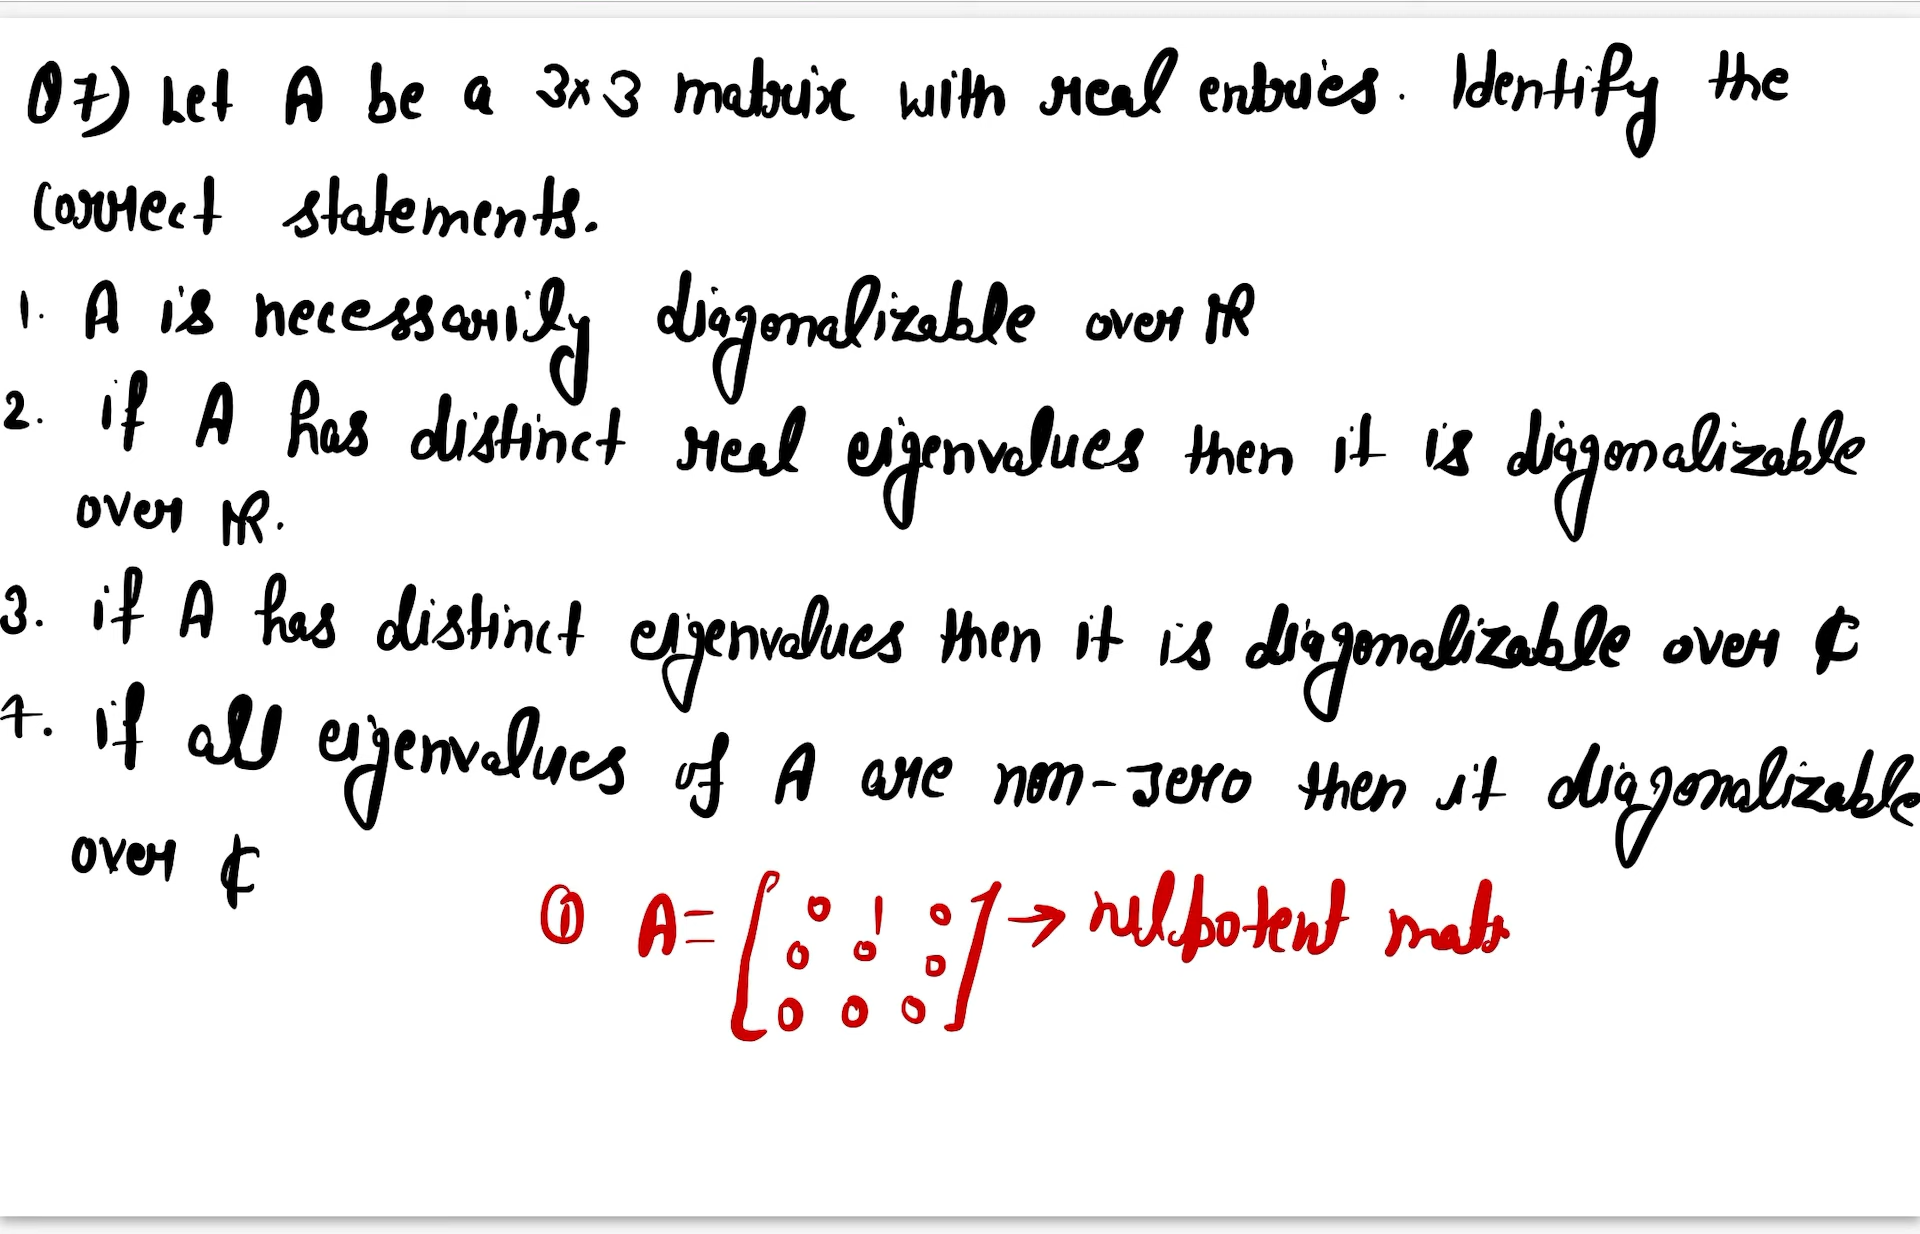 Q7) Let A be a 3x3 matrix with real entries. Identify the
correct statements.
1. A is necessarily diagonalizable over ℝ
2. if A has distinct real eigenvalues then it is diagonalizable
over ℝ.
3. if A has distinct eigenvalues then it is diagonalizable over ℂ
4. if all eigenvalues of A are non-zero then it diagonalizable
over ℂ
① A = [ 0 1 0 ] → nilpotent mat
0 0 0
0 0 0